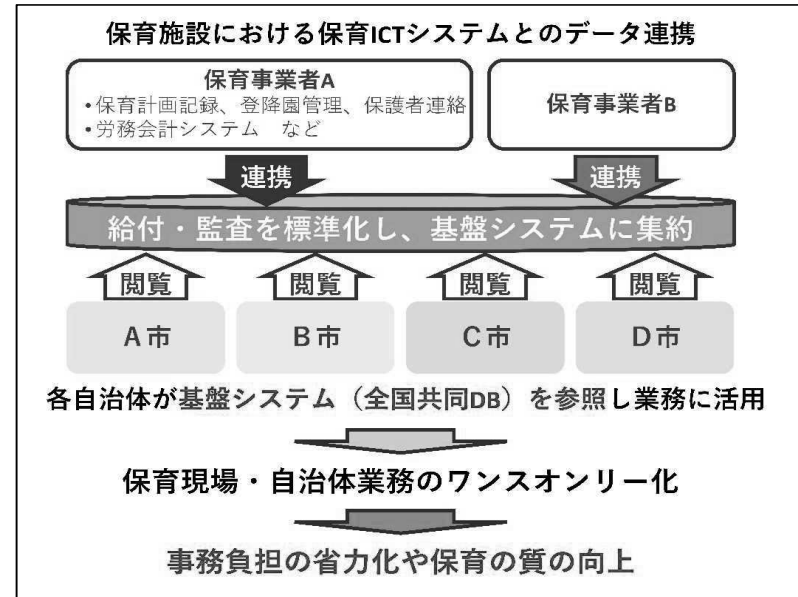 保育施設における保育ICTシステムとのデータ連携
保育事業者A
•保育計画記録、登降園管理、保護者連絡
•労務会計システム　など
保育事業者B
連携
連携
給付・監査を標準化し、基盤システムに集約
閲覧
閲覧
閲覧
閲覧
A市
B市
C市
D市
各自治体が基盤システム（全国共同DB）を参照し業務に活用
保育現場・自治体業務のワンスオンリー化
事務負担の省力化や保育の質の向上